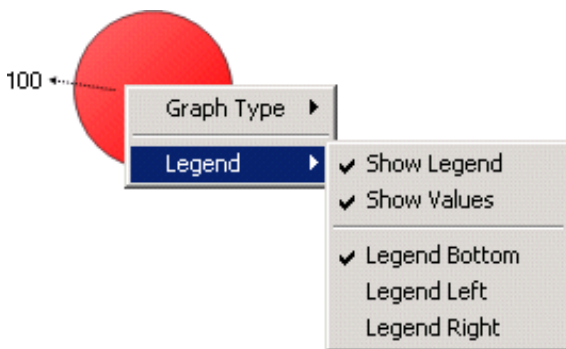 100
Graph Type
Legend
Show Legend
Show Values
Legend Bottom
Legend Left
Legend Right